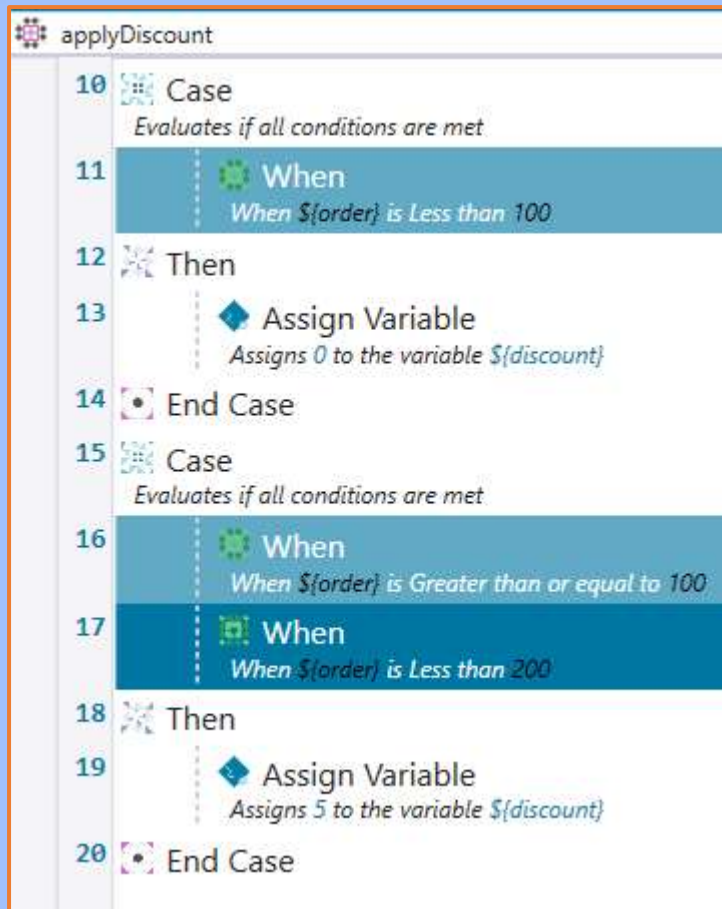 applyDiscount
10 Case
Evaluates if all conditions are met
11 When
When ${order} is Less than 100
12 Then
13 Assign Variable
Assigns 0 to the variable ${discount}
14 End Case
15 Case
Evaluates if all conditions are met
16 When
When ${order} is Greater than or equal to 100
17 When
When ${order} is Less than 200
18 Then
19 Assign Variable
Assigns 5 to the variable ${discount}
20 End Case